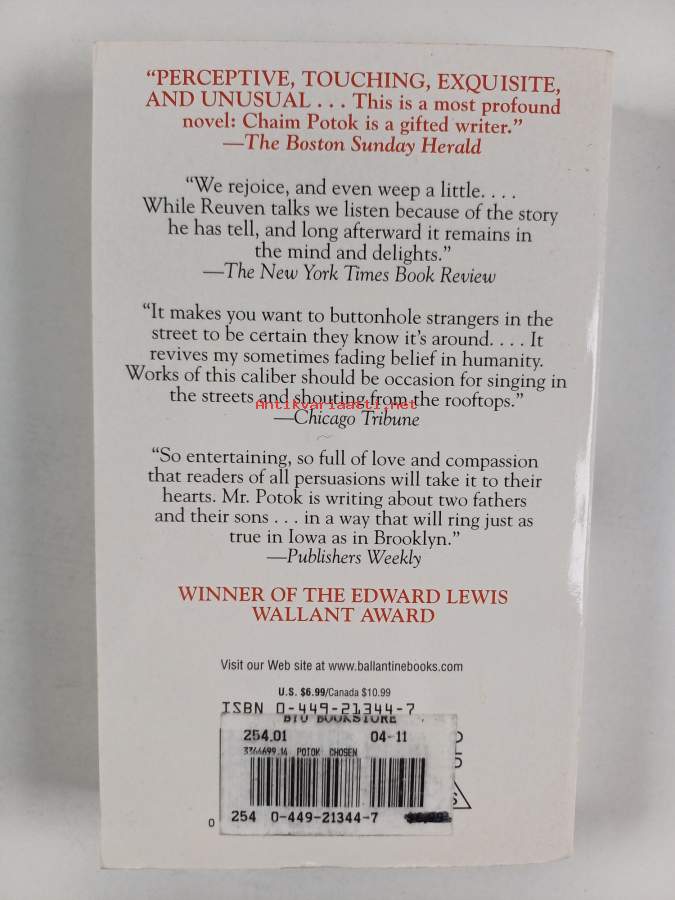 “PERCEPTIVE, TOUCHING, EXQUISITE,
AND UNUSUAL . . . This is a most profound
novel: Chaim Potok is a gifted writer.”
—The Boston Sunday Herald
“We rejoice, and even weep a little. . . .
While Reuven talks we listen because of the story
he has tell, and long afterward it remains in
the mind and delights.”
—The New York Times Book Review
“It makes you want to buttonhole strangers in the
street to be certain they know it’s around. . . . It
revives my sometimes fading belief in humanity.
Works of this caliber should be occasion for singing in
the streets and shouting from the rooftops.”
Antikvariaatti.net
—Chicago Tribune
“So entertaining, so full of love and compassion
that readers of all persuasions will take it to their
hearts. Mr. Potok is writing about two fathers
and their sons . . . in a way that will ring just as
true in Iowa as in Brooklyn.”
—Publishers Weekly
WINNER OF THE EDWARD LEWIS
WALLANT AWARD
Visit our Web site at www.ballantinebooks.com
U.S. $6.99/Canada $10.99
ISBN 0-449-21344-7
BYU BOOKSTORE
254.01 04-11
POTOK CHOSEN
0 254 0-449-21344-7